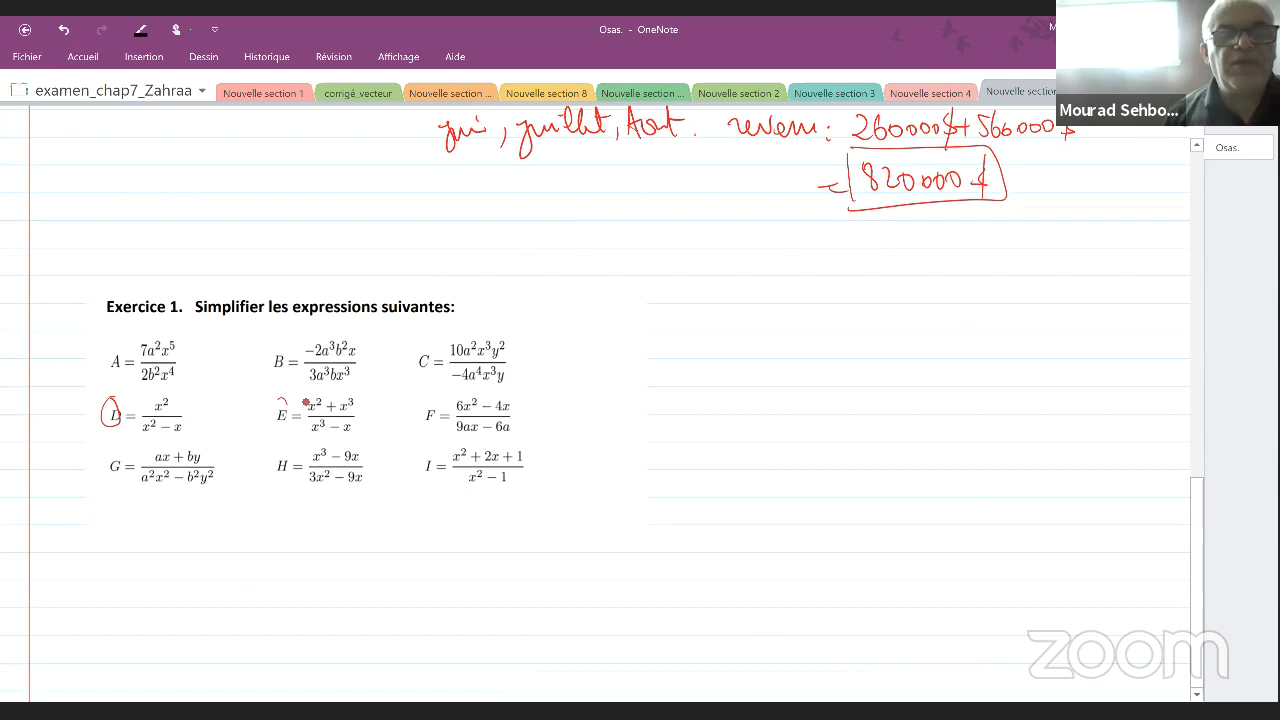 Osas. - OneNote
Fichier Accueil Insertion Dessin Historique Révision Affichage Aide
examen_chap7_Zahraa
Nouvelle section 1 corrigé_vecteur Nouvelle section ... Nouvelle section 8 Nouvelle section ... Nouvelle section 2 Nouvelle section 3 Nouvelle section 4 Nouvelle section
Mourad Sehbo...
Osas.
juillet, Aout. revenu: 260000$ + 560000$
= 820000$
Exercice 1. Simplifier les expressions suivantes:
A = 7a²x⁵ / 2b²x⁴ B = −2a³b²x / 3a³bx³ C = 10a²x³y² / −4a⁴x³y
D = x² / x² − x E = x² + x³ / x³ − x F = 6x² − 4x / 9ax − 6a
G = ax + by / a²x² − b²y² H = x³ − 9x / 3x² − 9x I = x² + 2x + 1 / x² − 1
zoom